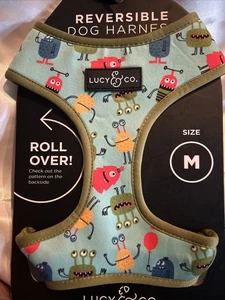 REVERSIBLE
DOG HARNESS
LUCY & CO.
ROLL
OVER!
Check out the
pattern on the
backside
SIZE
M
LUCY & CO.